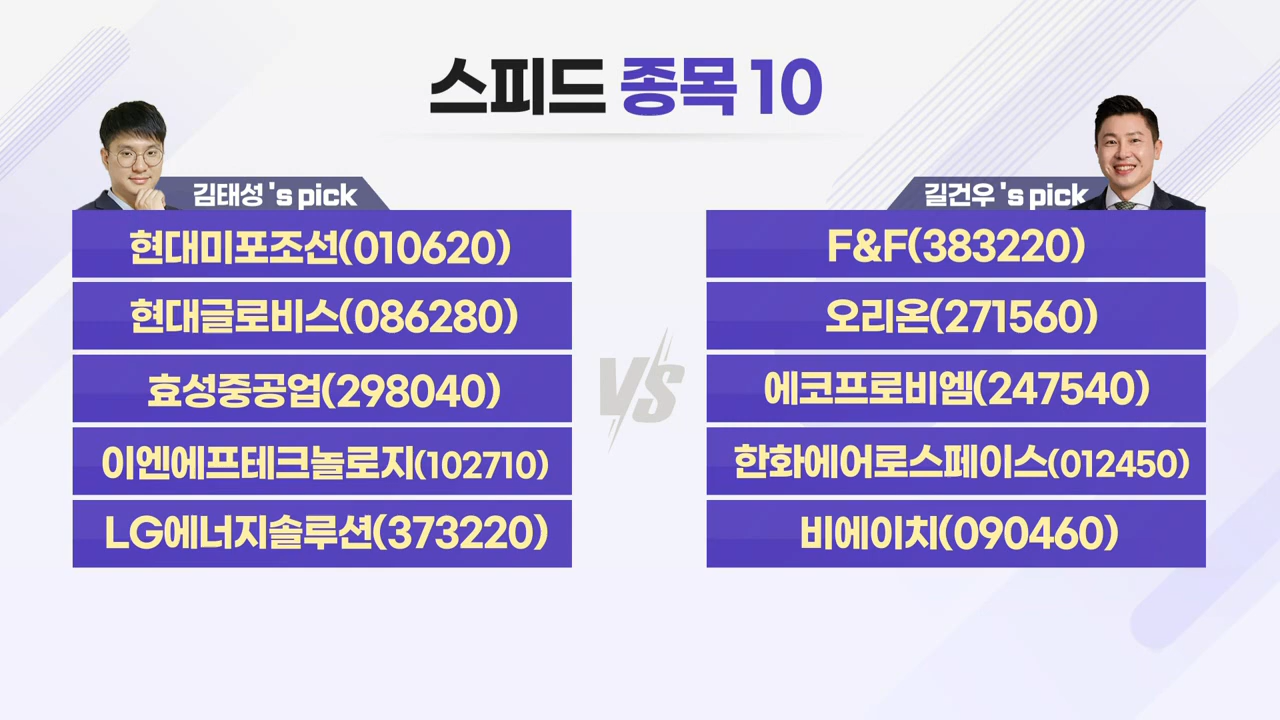 스피드 종목 10
김태성 's pick
현대미포조선(010620)
현대글로비스(086280)
효성중공업(298040)
이엔에프테크놀로지(102710)
LG에너지솔루션(373220)
VS
길건우 's pick
F&F(383220)
오리온(271560)
에코프로비엠(247540)
한화에어로스페이스(012450)
비에이치(090460)